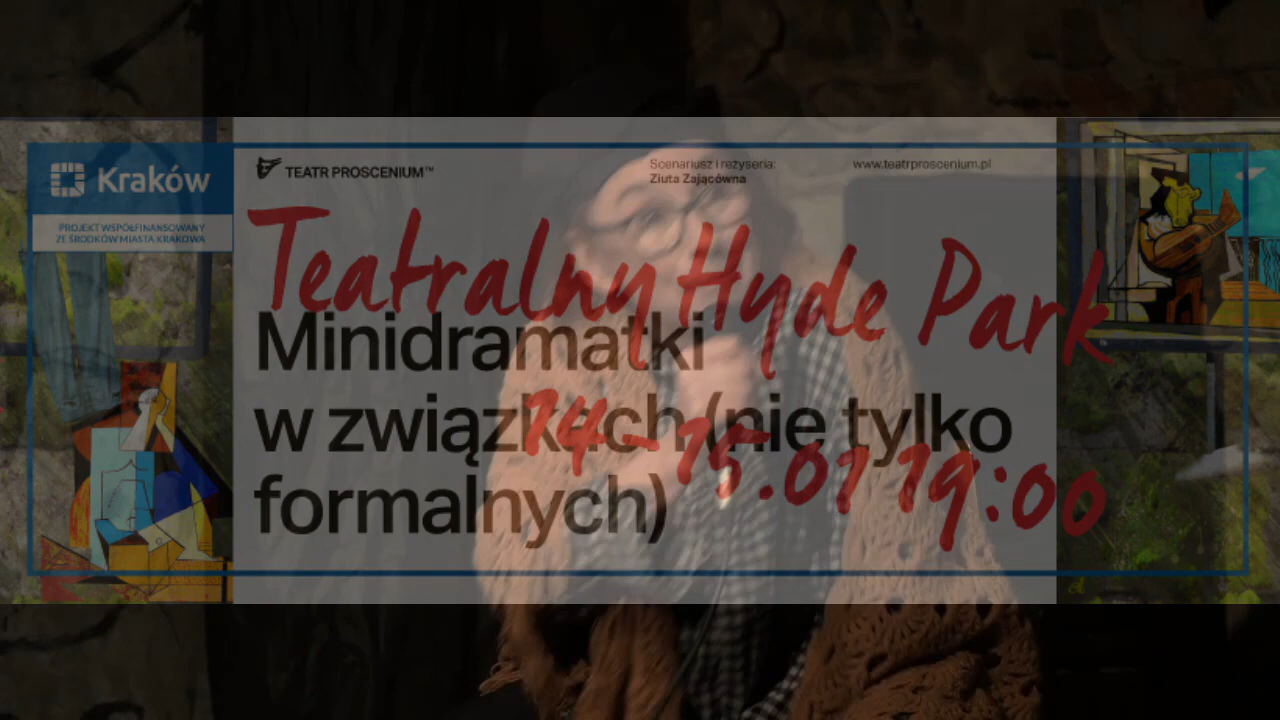 Kraków
PROJEKT WSPÓŁFINANSOWANY
ZE ŚRODKÓW MIASTA KRAKOWA
TEATR PROSCENIUM™
Scenariusz i reżyseria:
Ziuta Zającówna
www.teatrproscenium.pl
Teatralny Hyde Park
Minidramatki
w związkach (nie tylko
formalnych)
14-15.01 19:00